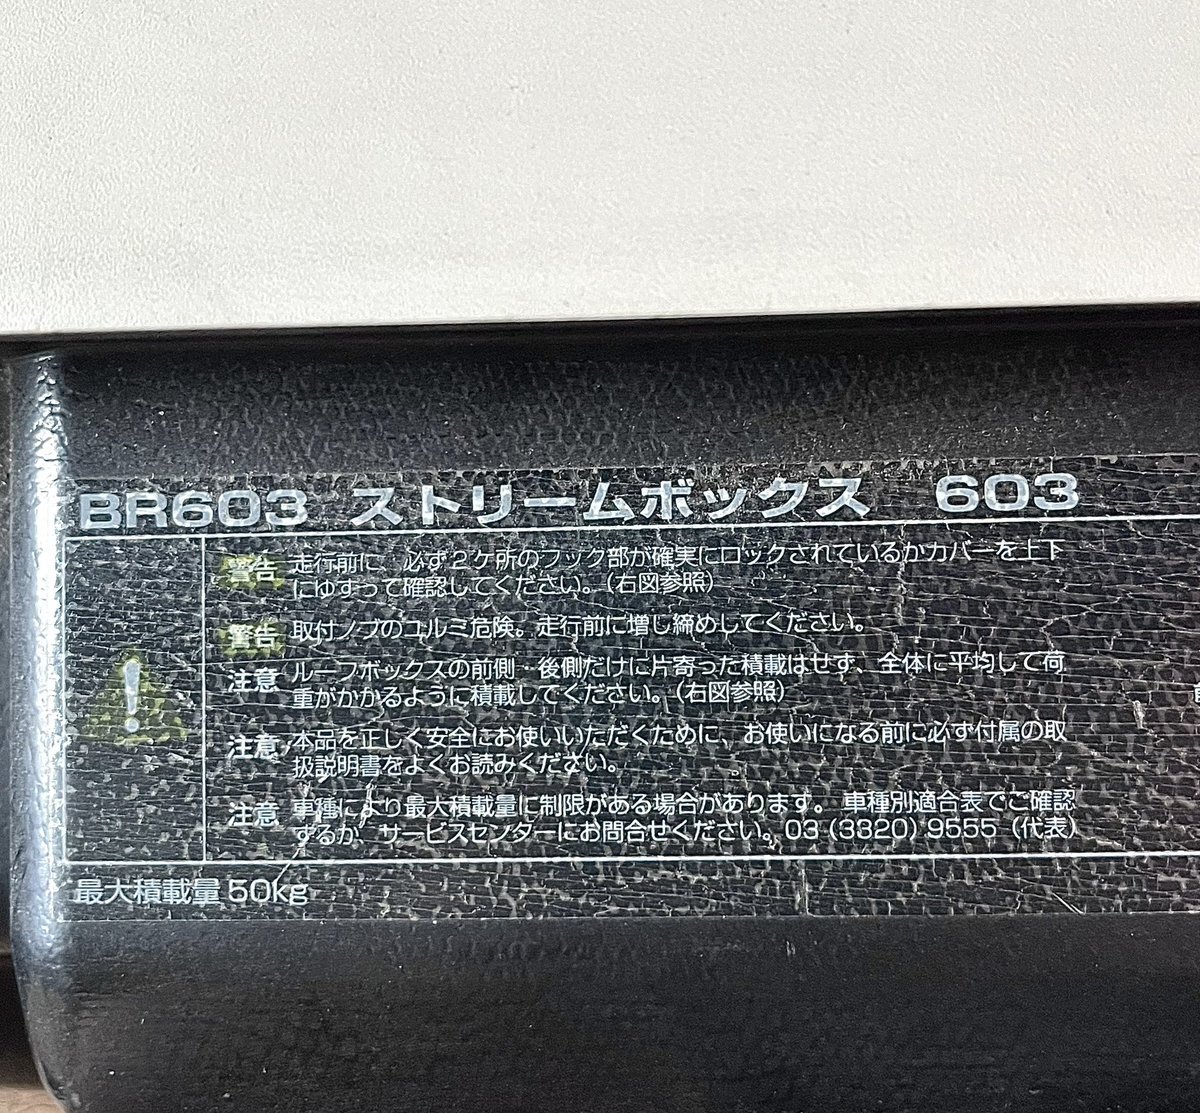 BR603 ストリームボックス 603
警告 走行前に、必ず2ケ所のフック部が確実にロックされているかカバーを上下
にゆすって確認してください。(右図参照)
警告 取付ノブのユルミ危険。走行前に増し締めしてください。
注意 ルーフボックスの前側・後側だけに片寄った積載はせず、全体に平均して荷
重がかかるように積載してください。(右図参照)
注意 本品を正しく安全にお使いいただくために、お使いになる前に必ず付属の取
扱説明書をよくお読みください。
注意 車種により最大積載量に制限がある場合があります。車種別適合表でご確認
するか、サービスセンターにお問合せください。03(3320)9555(代表)
最大積載量 50kg